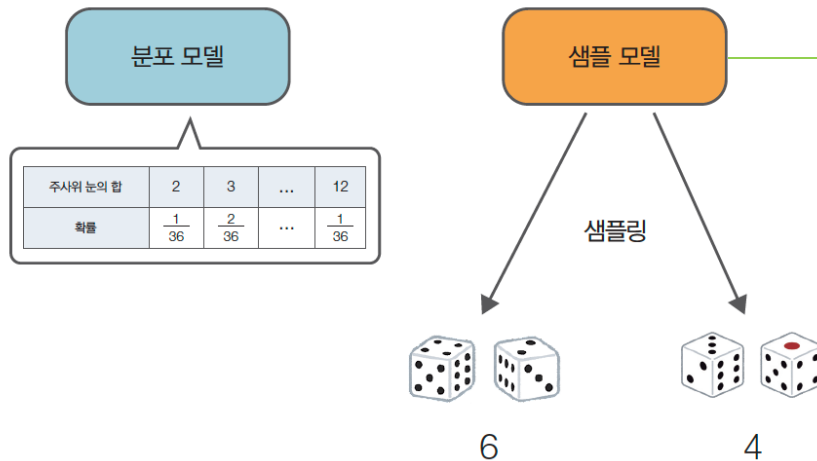 분포 모델
샘플 모델
주사위 눈의 합 2 3 ... 12
확률 1/36 2/36 ... 1/36
샘플링
6 4